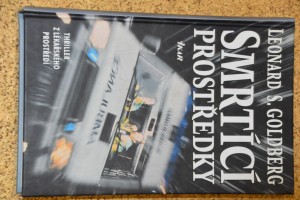 LEONARD S. GOLDBERG
SMRTÍCÍ
PROSTŘEDKY
THRILLER
Z LÉKAŘSKÉHO
PROSTŘEDÍ